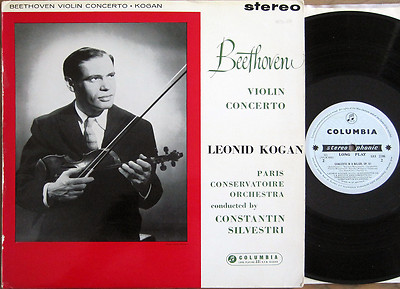 BEETHOVEN VIOLIN CONCERTO • KOGAN
stereo
Beethoven
VIOLIN
CONCERTO
LEONID KOGAN
PARIS
CONSERVATOIRE
ORCHESTRA
conducted by
CONSTANTIN
SILVESTRI
COLUMBIA
COLUMBIA
stereophonic
LONG PLAY